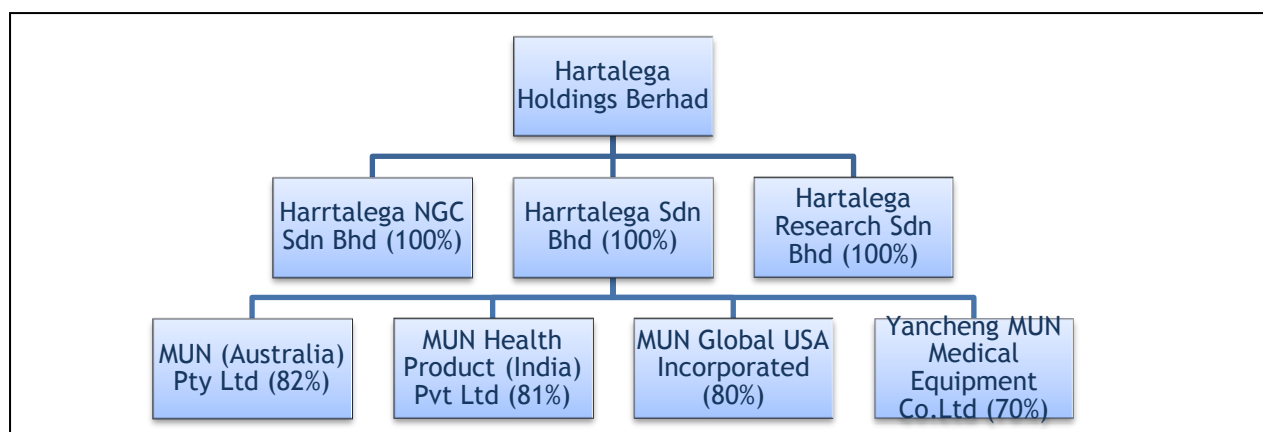 Hartalega
Holdings Berhad
Harrtalega NGC
Sdn Bhd (100%)
Harrtalega Sdn
Bhd (100%)
Hartalega
Research Sdn
Bhd (100%)
MUN (Australia)
Pty Ltd (82%)
MUN Health
Product (India)
Pvt Ltd (81%)
MUN Global USA
Incorporated
(80%)
Yancheng MUN
Medical
Equipment
Co.Ltd (70%)